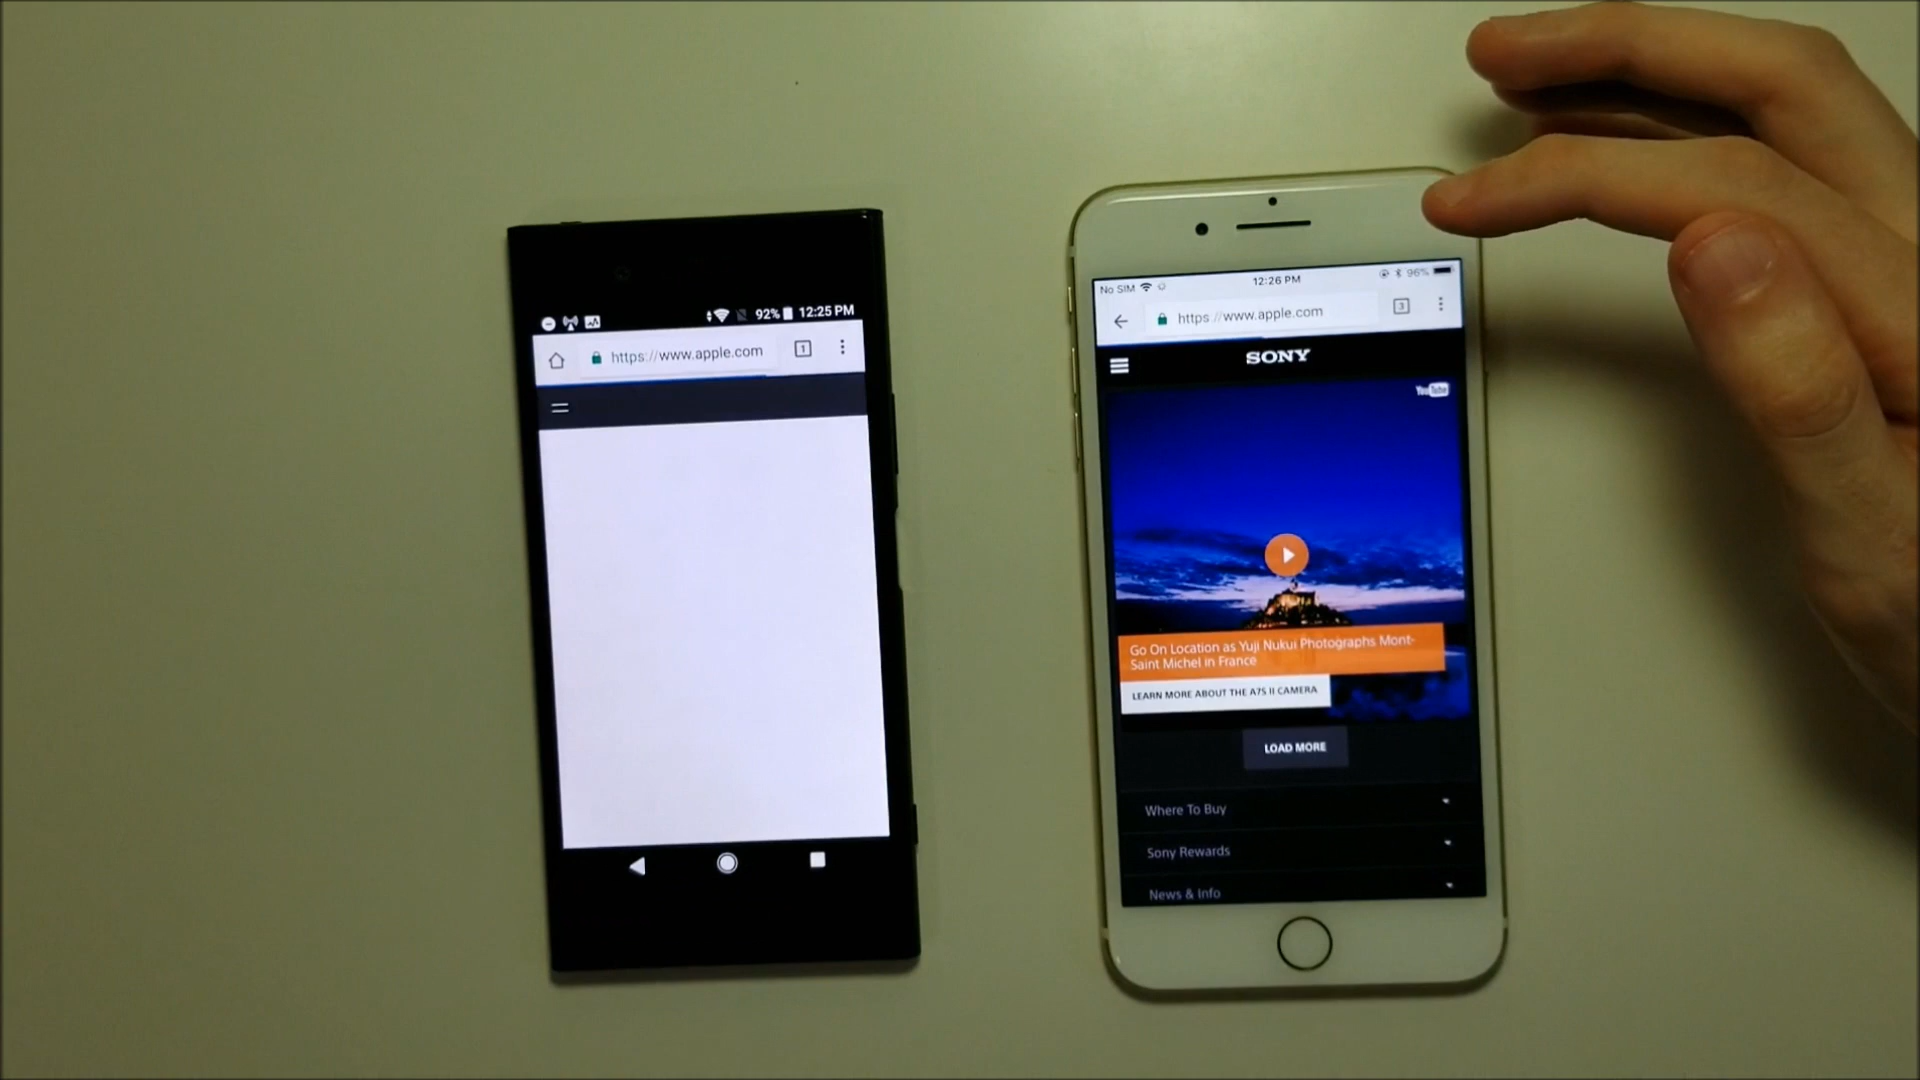 92% 12:25 PM
https://www.apple.com
1
No SIM
12:26 PM
96%
https://www.apple.com
3
SONY
YouTube
Go On Location as Yuji Nukui Photographs Mont-
Saint Michel in France
LEARN MORE ABOUT THE A7S II CAMERA
LOAD MORE
Where To Buy
Sony Rewards
News & Info